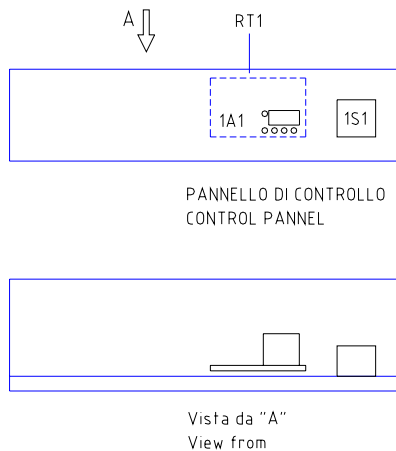 A
RT1
1A1
1S1
PANNELLO DI CONTROLLO
CONTROL PANNEL
Vista da "A"
View from